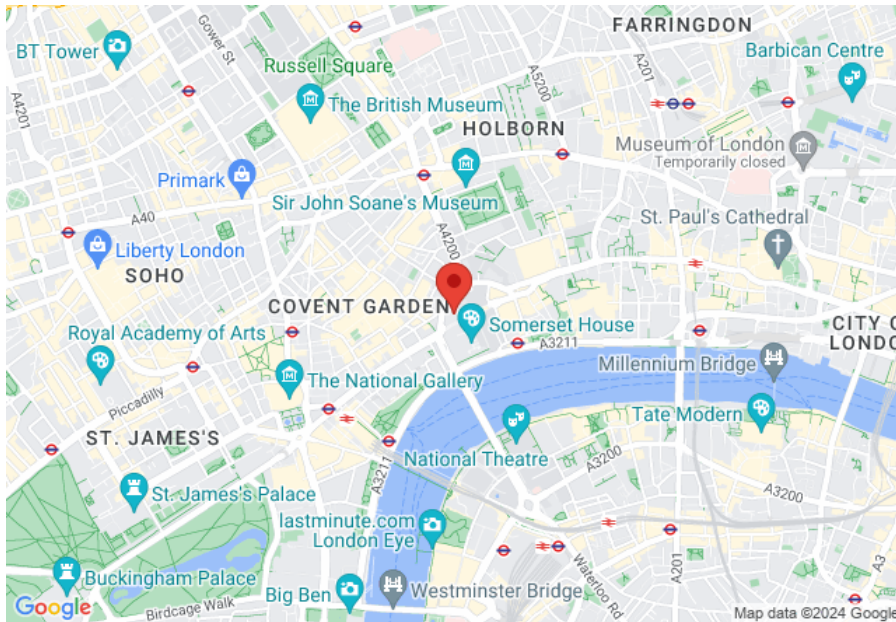 FARRINGDON
BT Tower
Gower St
Barbican Centre
Russell Square
A4201
A5200
A201
The British Museum
HOLBORN
Museum of London
Temporarily closed
Primark
Sir John Soane's Museum
A40
St. Paul's Cathedral
Liberty London
A4200
SOHO
COVENT GARDEN
Somerset House
CITY O
LONDO
Royal Academy of Arts
A3211
Millennium Bridge
The National Gallery
Piccadilly
Tate Modern
ST. JAMES'S
National Theatre
A3200
A3211
A3200
St. James's Palace
lastminute.com
London Eye
A201
A3
Buckingham Palace
Big Ben
Westminster Bridge
Waterloo Rd
Birdcage Walk
Google
Map data ©2024 Google